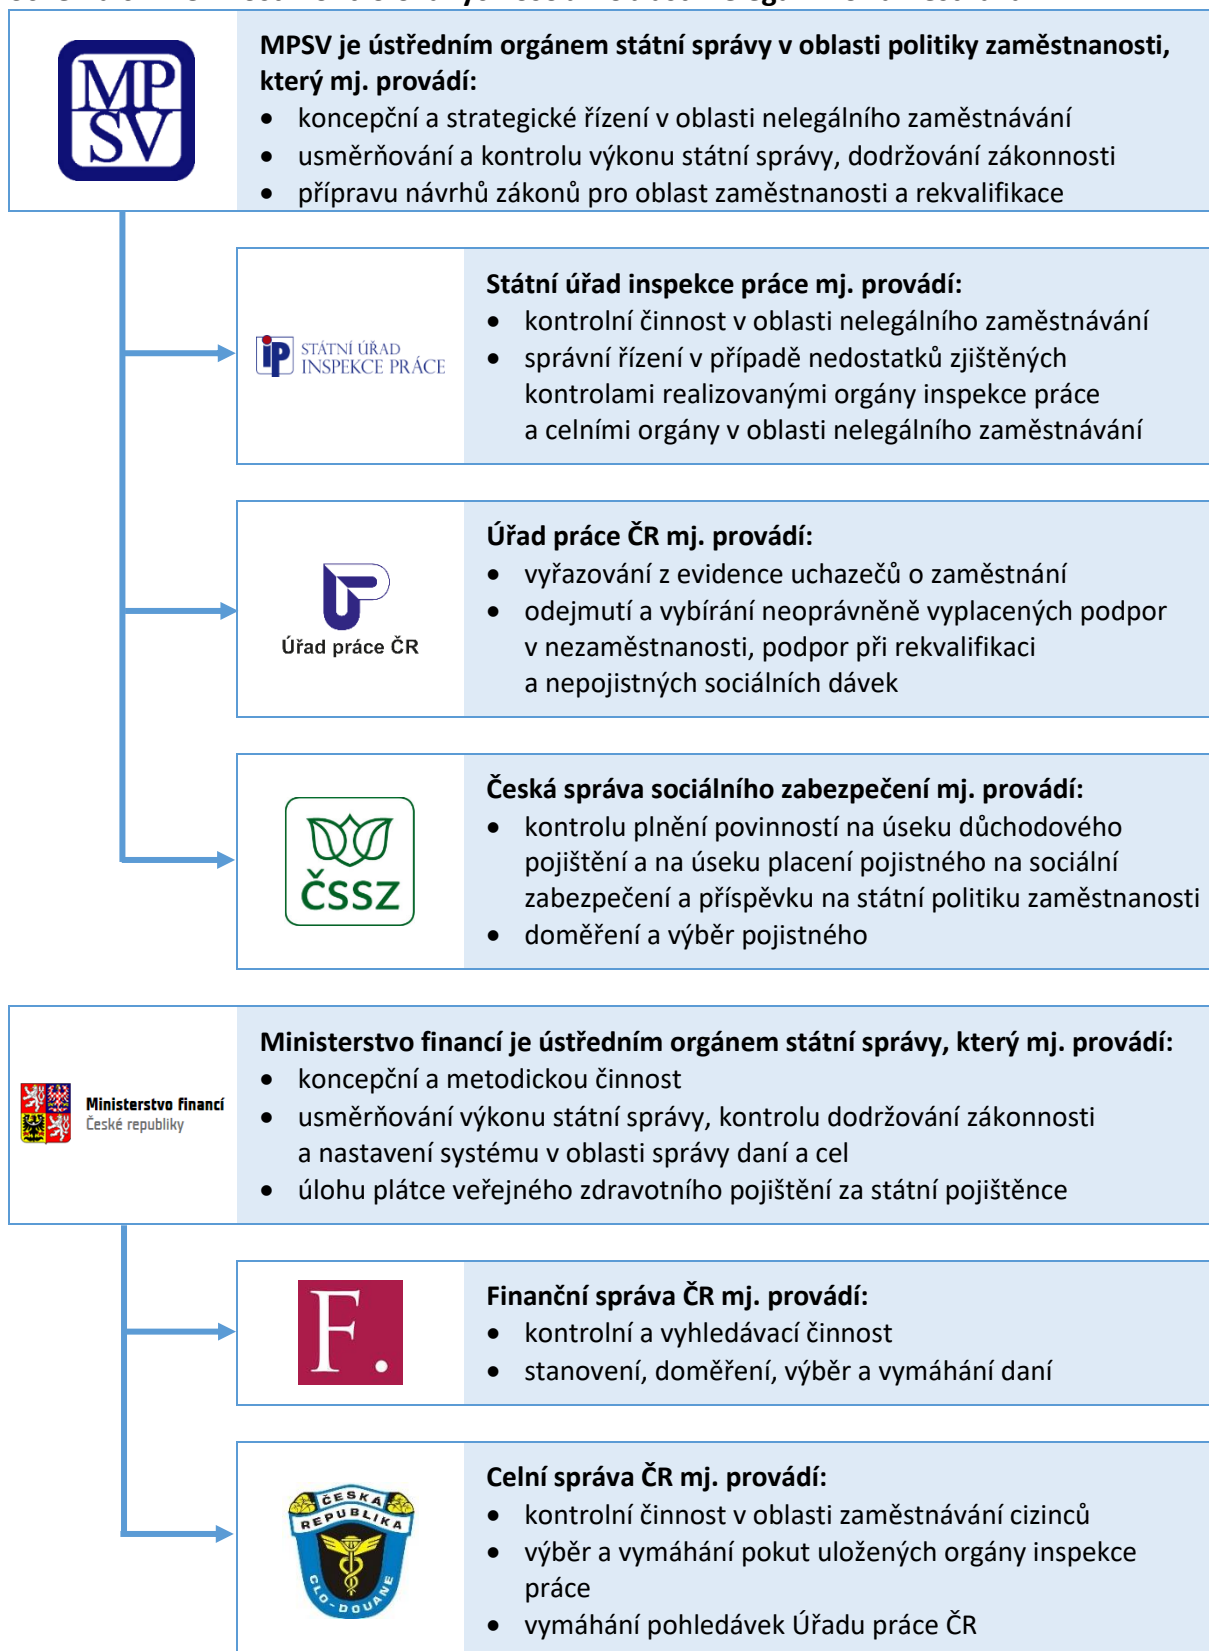 MP
SV
MPSV je ústředním orgánem státní správy v oblasti politiky zaměstnanosti,
který mj. provádí:
• koncepční a strategické řízení v oblasti nelegálního zaměstnávání
• usměrňování a kontrolu výkonu státní správy, dodržování zákonnosti
• přípravu návrhů zákonů pro oblast zaměstnanosti a rekvalifikace
ip STÁTNÍ ÚŘAD
INSPEKCE PRÁCE
Státní úřad inspekce práce mj. provádí:
• kontrolní činnost v oblasti nelegálního zaměstnávání
• správní řízení v případě nedostatků zjištěných
kontrolami realizovanými orgány inspekce práce
a celními orgány v oblasti nelegálního zaměstnávání
Úřad práce ČR
Úřad práce ČR mj. provádí:
• vyřazování z evidence uchazečů o zaměstnání
• odejmutí a vybírání neoprávněně vyplacených podpor
v nezaměstnanosti, podpor při rekvalifikaci
a nepojistných sociálních dávek
ČSSZ
Česká správa sociálního zabezpečení mj. provádí:
• kontrolu plnění povinností na úseku důchodového
pojištění a na úseku placení pojistného na sociální
zabezpečení a příspěvku na státní politiku zaměstnanosti
• doměření a výběr pojistného
Ministerstvo financí
České republiky
Ministerstvo financí je ústředním orgánem státní správy, který mj. provádí:
• koncepční a metodickou činnost
• usměrňování výkonu státní správy, kontrolu dodržování zákonnosti
a nastavení systému v oblasti správy daní a cel
• úlohu plátce veřejného zdravotního pojištění za státní pojištěnce
F.
Finanční správa ČR mj. provádí:
• kontrolní a vyhledávací činnost
• stanovení, doměření, výběr a vymáhání daní
ČESKÁ
REPUBLIKA
CLO-DOUANE
Celní správa ČR mj. provádí:
• kontrolní činnost v oblasti zaměstnávání cizinců
• výběr a vymáhání pokut uložených orgány inspekce
práce
• vymáhání pohledávek Úřadu práce ČR